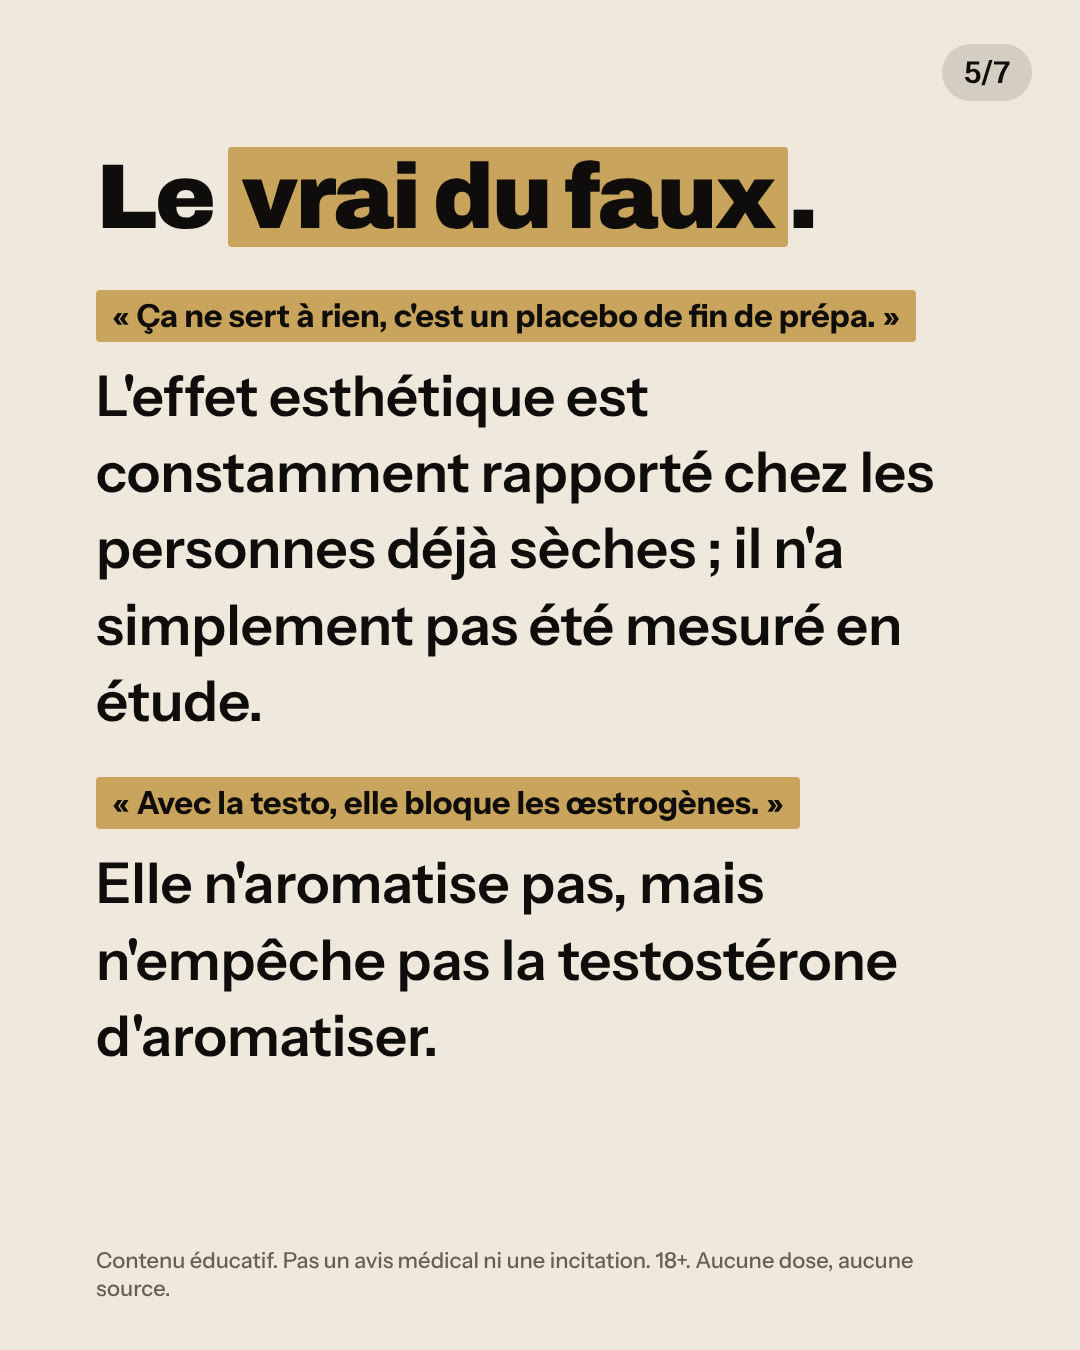 5/7
Le vrai du faux.
« Ça ne sert à rien, c'est un placebo de fin de prépa. »
L'effet esthétique est
constamment rapporté chez les
personnes déjà sèches ; il n'a
simplement pas été mesuré en
étude.
« Avec la testo, elle bloque les œstrogènes. »
Elle n'aromatise pas, mais
n'empêche pas la testostérone
d'aromatiser.
Contenu éducatif. Pas un avis médical ni une incitation. 18+. Aucune dose, aucune
source.